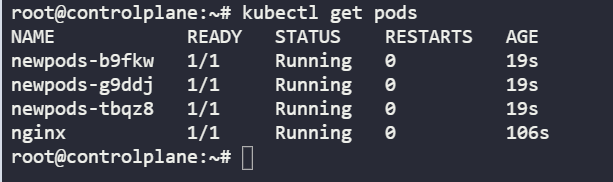 root@controlplane:~# kubectl get pods
NAME            READY   STATUS    RESTARTS   AGE
newpods-b9fkw   1/1     Running   0          19s
newpods-g9ddj   1/1     Running   0          19s
newpods-tbqz8   1/1     Running   0          19s
nginx           1/1     Running   0          106s
root@controlplane:~#